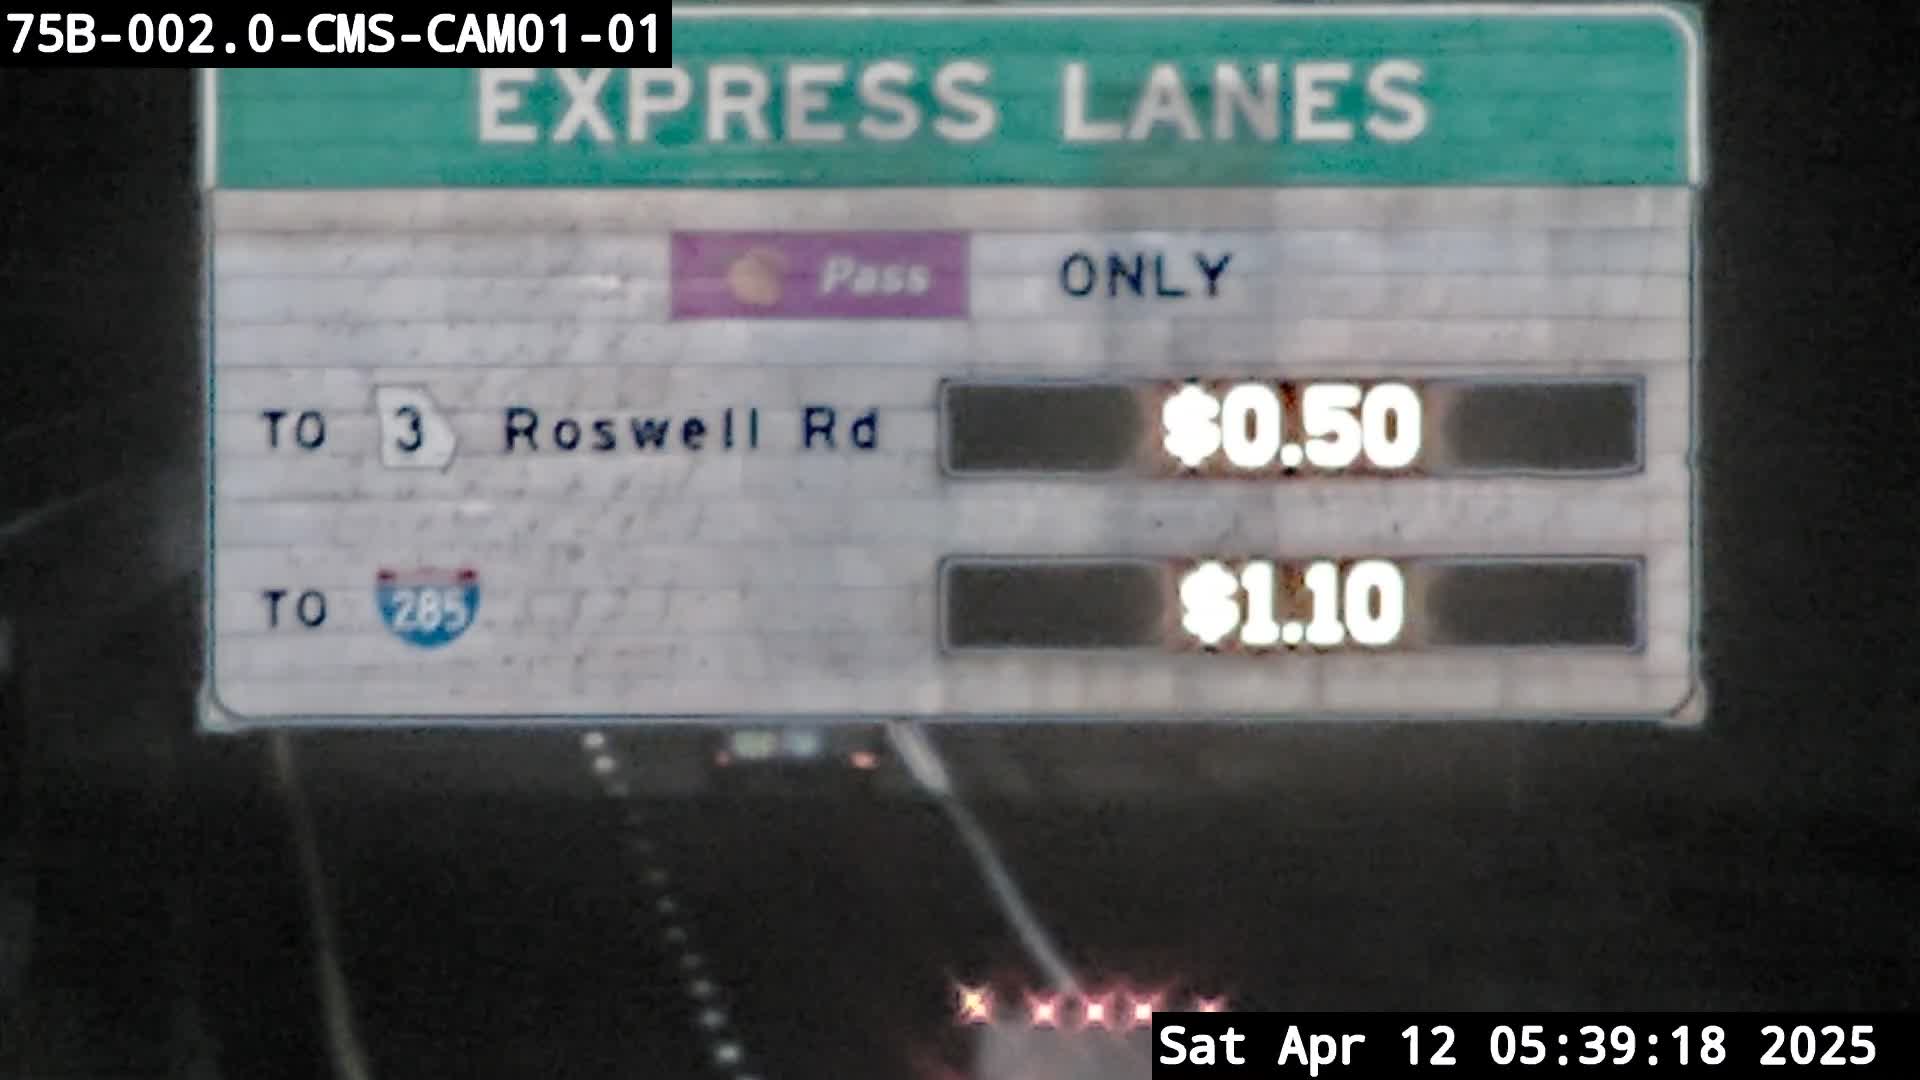 75B-002.0-CMS-CAM01-01
EXPRESS LANES
Pass ONLY
TO 3 Roswell Rd $0.50
TO 285 $1.10
Sat Apr 12 05:39:18 2025